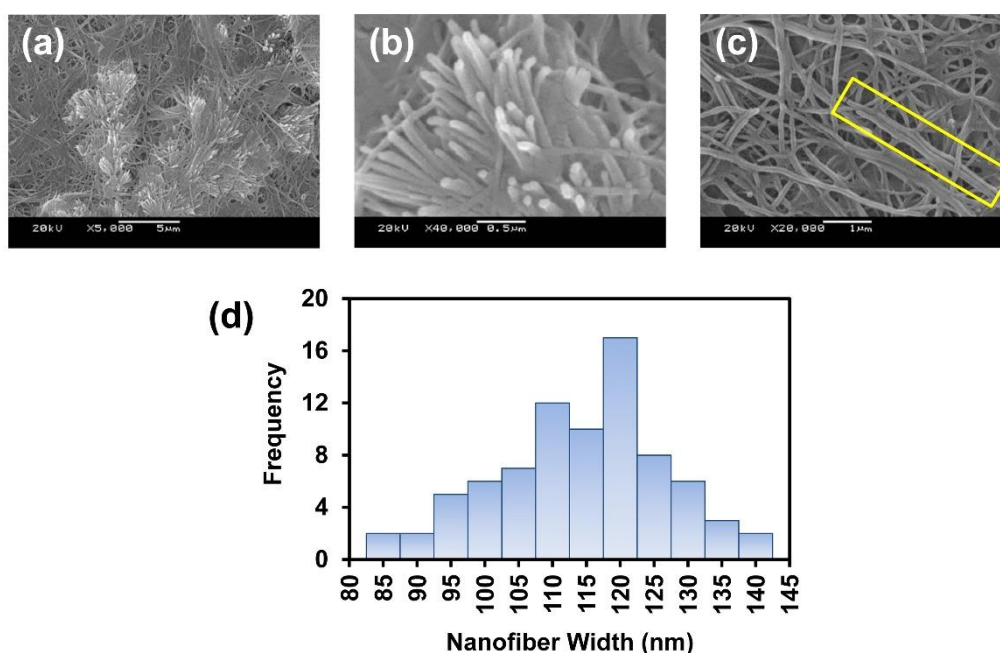 (a)
(b)
(c)
20kV X5,000 5µm
20kV X40,000 0.5µm
20kV X20,000 1µm
(d)
20
16
12
8
4
0
Frequency
80 85 90 95 100 105 110 115 120 125 130 135 140 145
Nanofiber Width (nm)